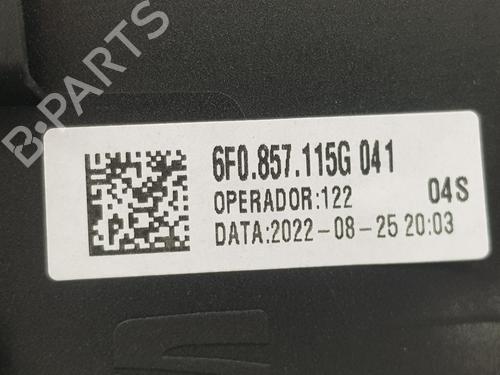 B-PARTS
6F0.857.115G 041
OPERADOR:122 04S
DATA:2022-08-25 20:03